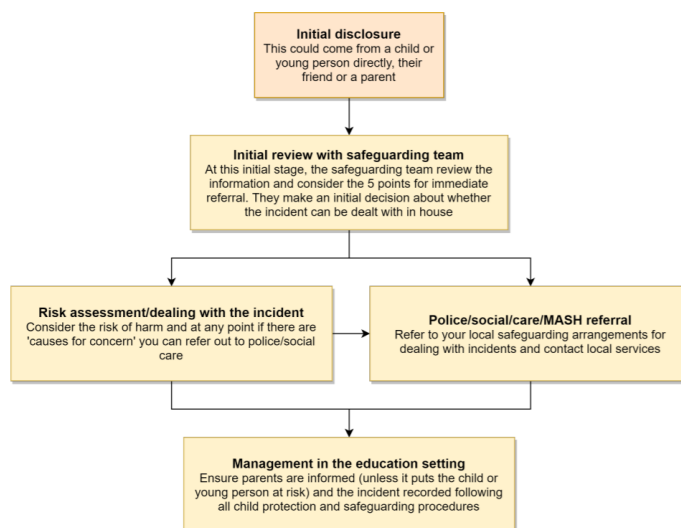 Initial disclosure
This could come from a child or
young person directly, their
friend or a parent
Initial review with safeguarding team
At this initial stage, the safeguarding team review the
information and consider the 5 points for immediate
referral. They make an initial decision about whether
the incident can be dealt with in house
Risk assessment/dealing with the incident
Consider the risk of harm and at any point if there are
'causes for concern' you can refer out to police/social
care
Police/social/care/MASH referral
Refer to your local safeguarding arrangements for
dealing with incidents and contact local services
Management in the education setting
Ensure parents are informed (unless it puts the child or
young person at risk) and the incident recorded following
all child protection and safeguarding procedures